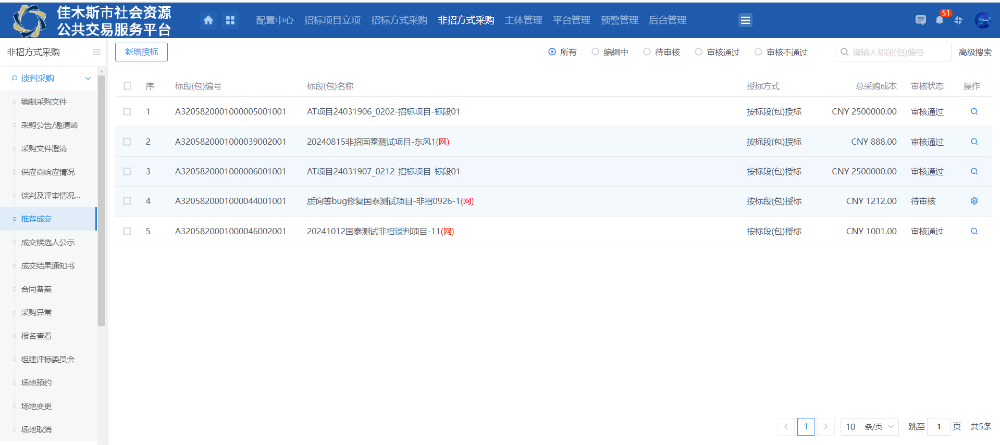 佳木斯市社会资源
公共交易服务平台
配置中心 招标项目立项 招标方式采购 非招方式采购 主体管理 平台管理 预警管理 后台管理
51
非招方式采购
谈判采购
编制采购文件
采购公告/邀请函
采购文件澄清
供应商响应情况
谈判及评审情况...
推荐成交
成交候选人公示
成交结果通知书
合同备案
采购异常
报名查看
组建评标委员会
场地预约
场地变更
场地取消
新增授标
所有 编辑中 待审核 审核通过 审核不通过
请输入标段(包)编号
高级搜索
序 标段(包)编号 标段(包)名称 授标方式 总采购成本 审核状态 操作
1 A3205820001000005001001 AT项目24031906_0202-招标项目-标段01 按标段(包)授标 CNY 2500000.00 审核通过
2 A3205820001000039002001 20240815非招国泰测试项目-东风1(网) 按标段(包)授标 CNY 888.00 审核通过
3 A3205820001000006001001 AT项目24031907_0212-招标项目-标段01 按标段(包)授标 CNY 2500000.00 审核通过
4 A3205820001000044001001 质询等bug修复国泰测试项目-非招0926-1(网) 按标段(包)授标 CNY 1212.00 待审核
5 A3205820001000046002001 20241012国泰测试非招谈判项目-11(网) 按标段(包)授标 CNY 1001.00 审核通过
1 10 条/页 跳至 1 页 共5条